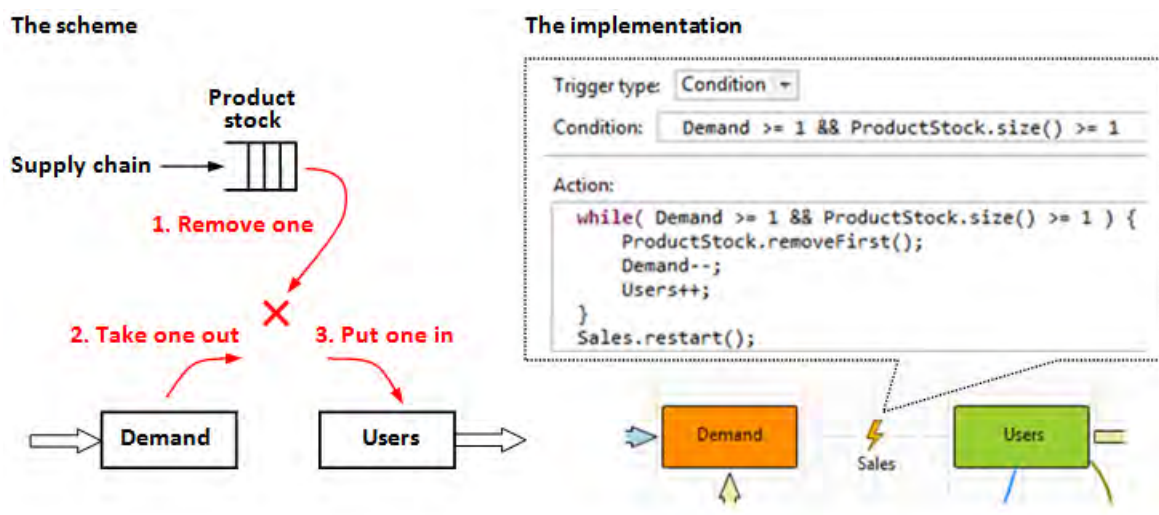 The scheme
The implementation
Product
stock
Supply chain
1. Remove one
2. Take one out
3. Put one in
Demand
Users
Trigger type: Condition
Condition: Demand >= 1 && ProductStock.size() >= 1
Action:
while( Demand >= 1 && ProductStock.size() >= 1 ) {
ProductStock.removeFirst();
Demand--;
Users++;
}
Sales.restart();
Demand
Sales
Users